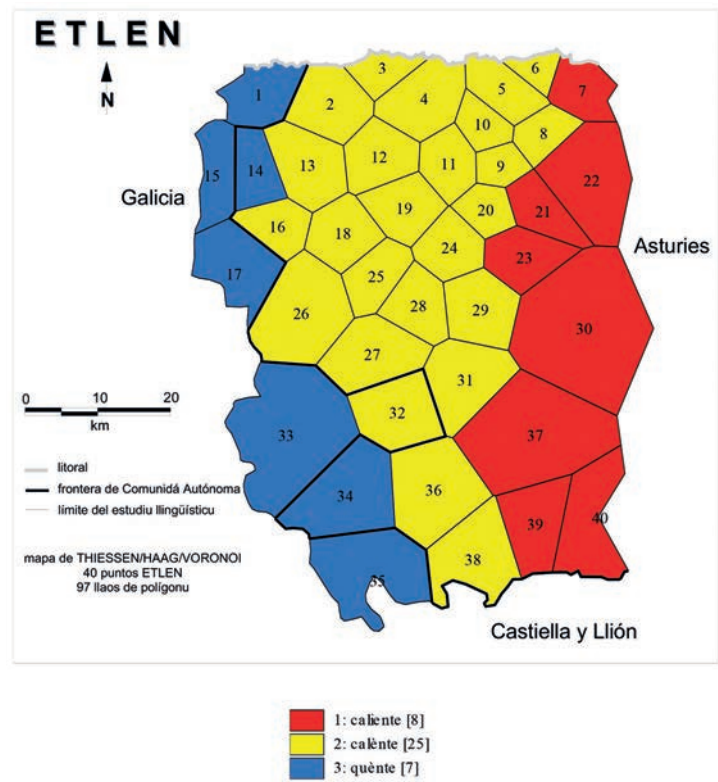 ETLEN
N
3
6
1
2
4
5
7
10
8
15
14
13
12
11
9
22
Galicia
16
18
19
20
21
24
23
Asturies
17
25
26
28
29
30
27
31
0 10 20
km
32
33
37
litoral
frontera de Comunidá Autónoma
límite del estudiu llingüísticu
34
36
39
40
mapa de THIESSEN/HAAG/VORONOI
40 puntos ETLEN
97 llaos de polígonu
35
38
Castiella y Llión
1: caliente [8]
2: calènte [25]
3: quènte [7]